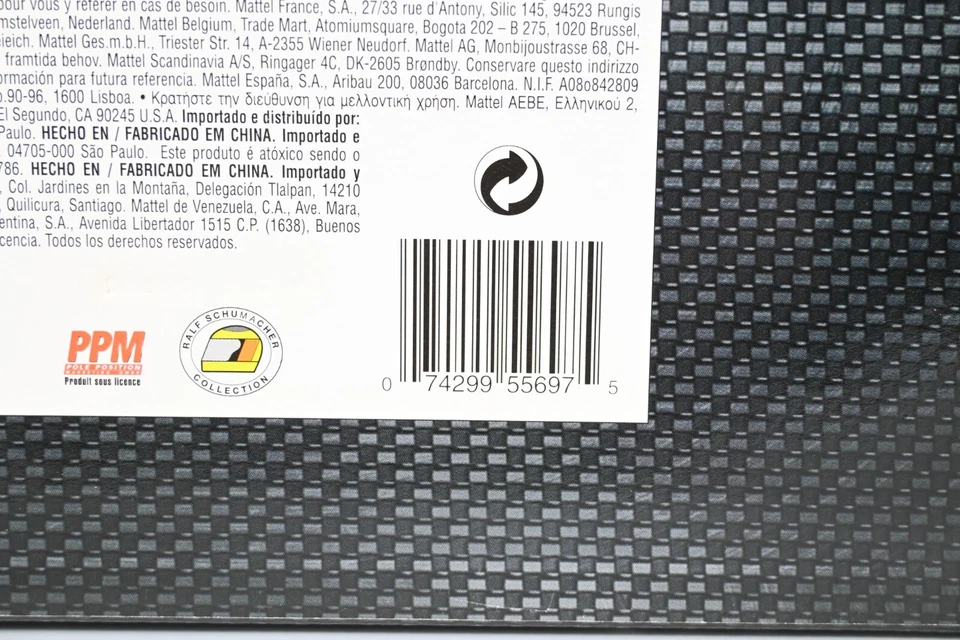 pour vous y référer en cas de besoin. Mattel France, S.A., 27/33 rue d'Antony, Silic 145, 94523 Rungis
mstelveen, Nederland. Mattel Belgium, Trade Mart, Atomiumsquare, Bogota 202 – B 275, 1020 Brussel,
eieich. Mattel Ges.m.b.H., Triester Str. 14, A-2355 Wiener Neudorf. Mattel AG, Monbijoustrasse 68, CH-
framtida behov. Mattel Scandinavia A/S, Ringager 4C, DK-2605 Brøndby. Conservare questo indirizzo
ormación para futura referencia. Mattel España, S.A., Aribau 200, 08036 Barcelona. N.I.F. A08o842809
o.90-96, 1600 Lisboa. • Κρατήστε την διεύθυνση για μελλοντική χρήση. Mattel AEBE, Ελληνικού 2,
El Segundo, CA 90245 U.S.A. Importado e distribuído por:
Paulo. HECHO EN / FABRICADO EM CHINA. Importado e
04705-000 São Paulo. Este produto é atóxico sendo o
786. HECHO EN / FABRICADO EM CHINA. Importado y
, Col. Jardines en la Montaña, Delegación Tlalpan, 14210
, Quilicura, Santiago. Mattel de Venezuela, C.A., Ave. Mara,
entina, S.A., Avenida Libertador 1515 C.P. (1638), Buenos
cencia. Todos los derechos reservados.
PPM
POLE POSITION
Produit sous licence
RALF SCHUMACHER
COLLECTION
0 74299 55697 5